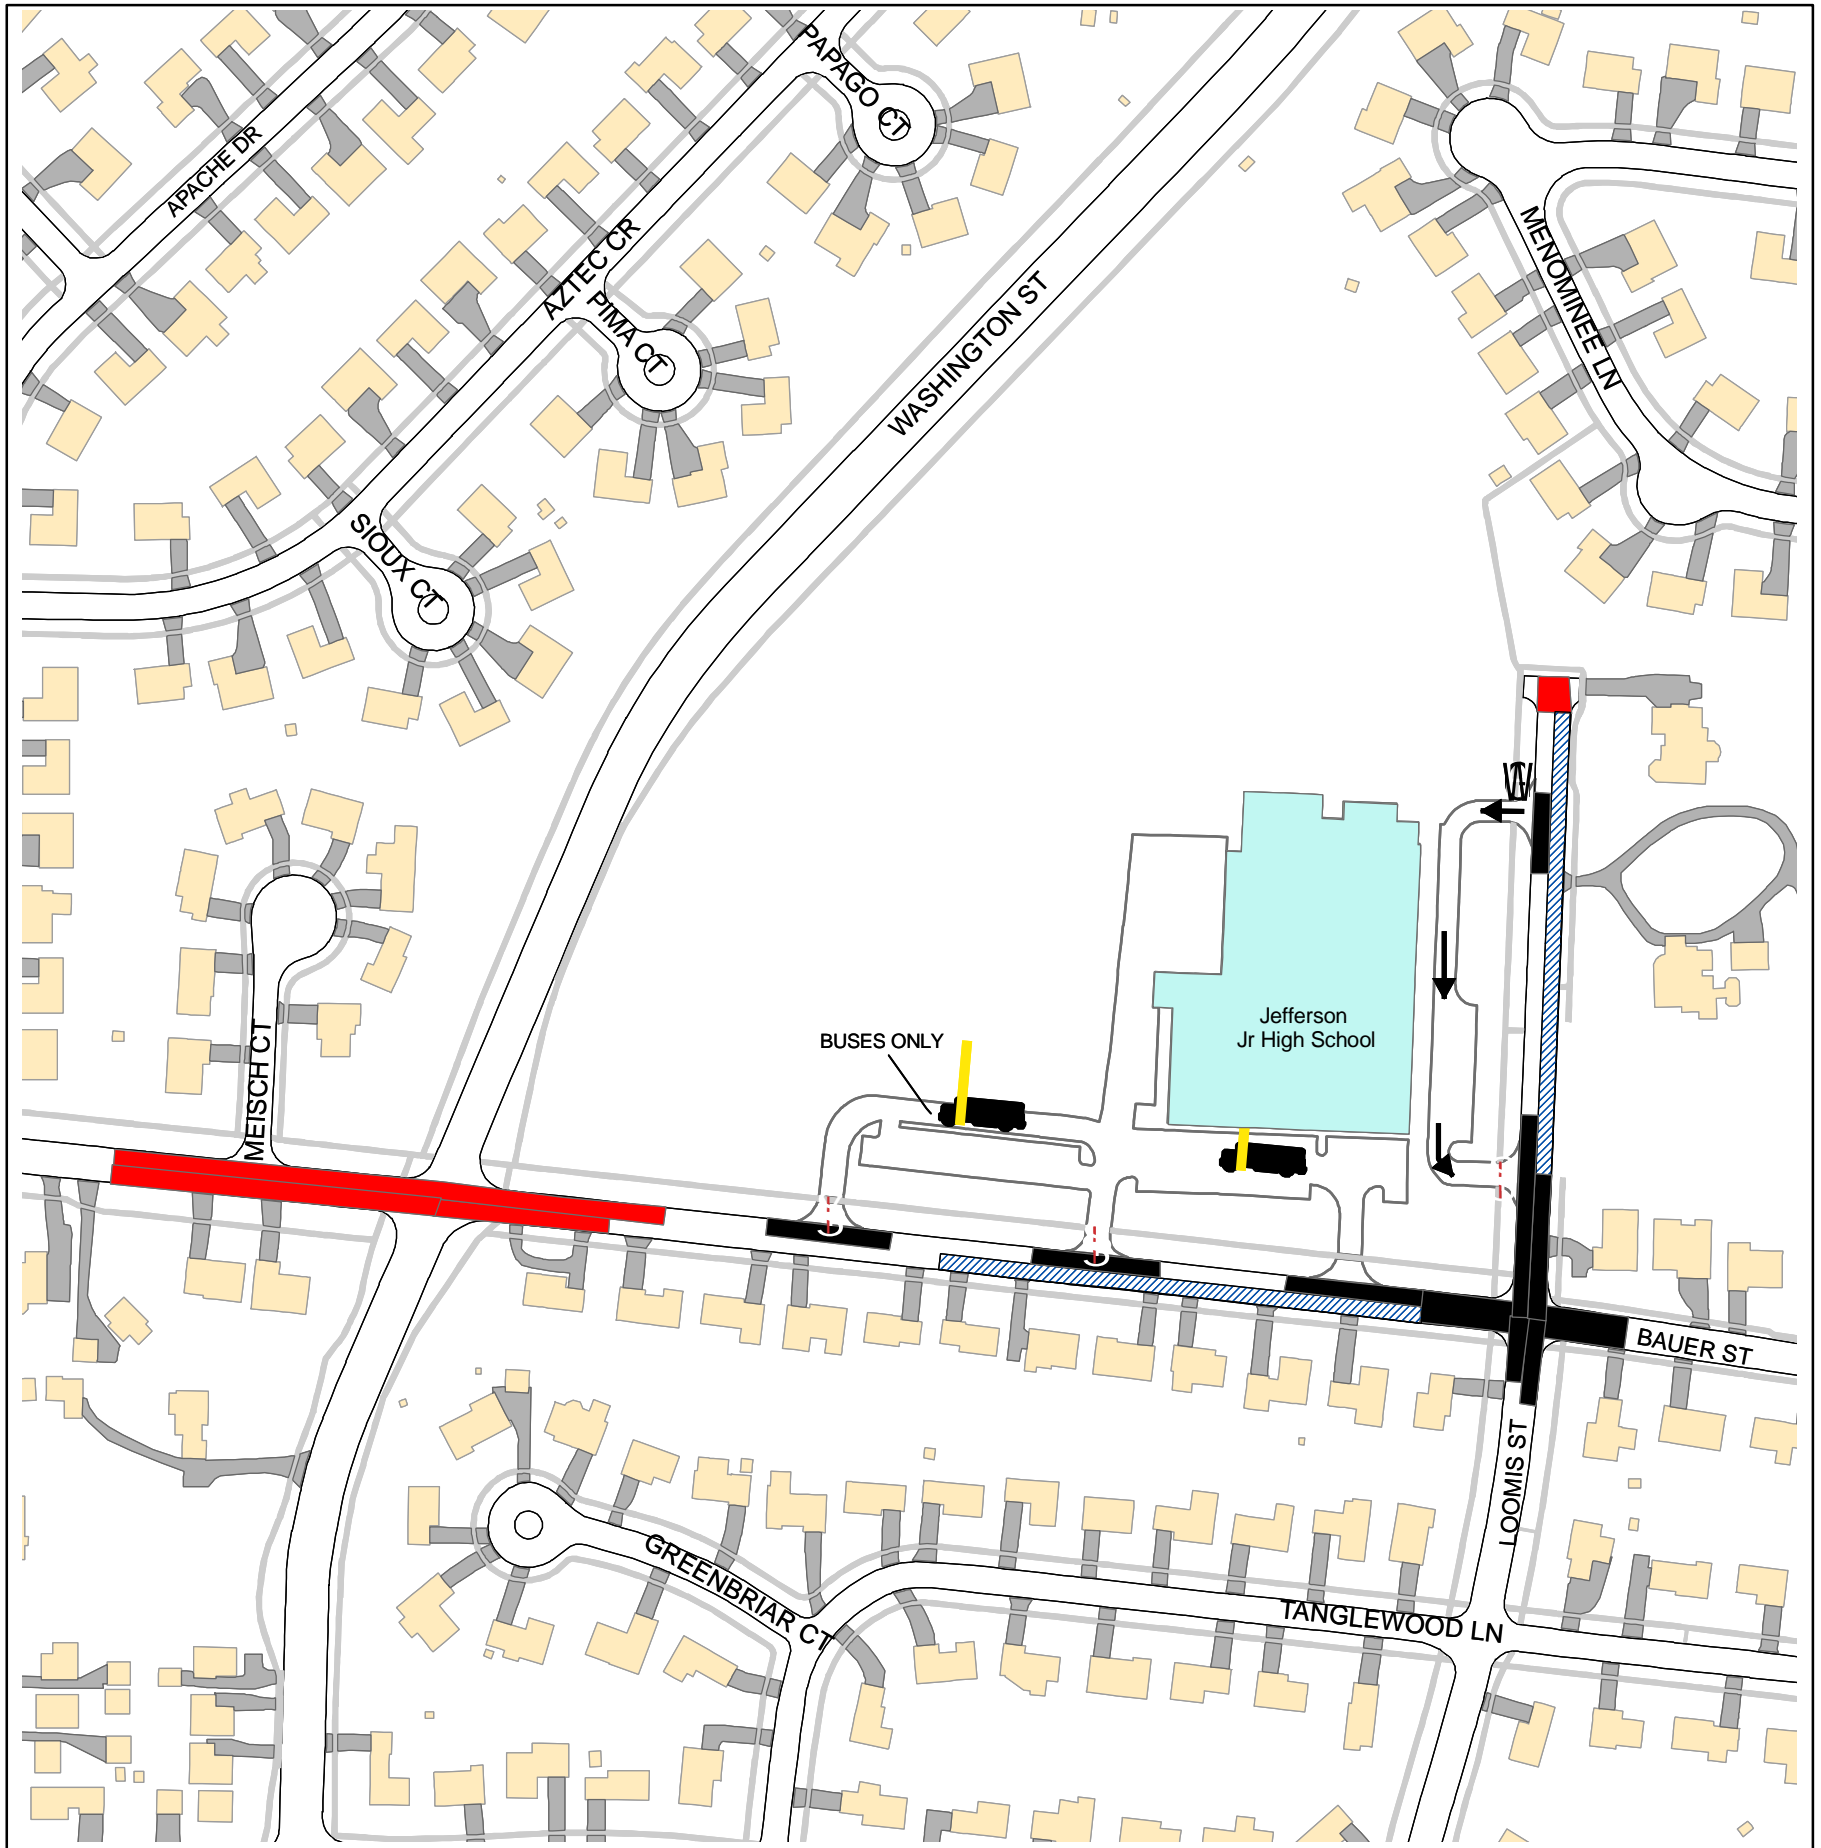 PAPAGO CT
APACHE DR
AZTEC CR
PIMA CT
WASHINGTON ST
MENOMINEE LN
SIOUX CT
Jefferson
Jr High School
BUSES ONLY
MEISCH CT
BAUER ST
LOOMIS ST
GREENBRIAR CT
TANGLEWOOD LN